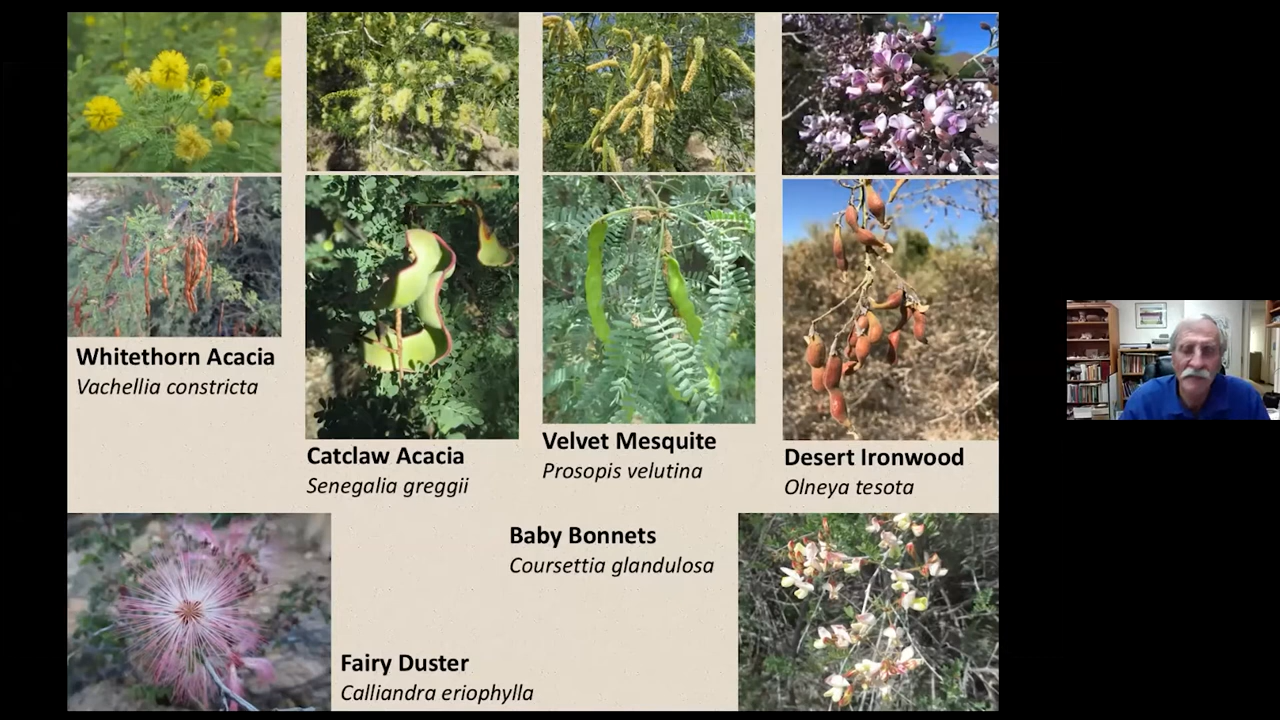 Whitethorn Acacia
Vachellia constricta
Catclaw Acacia
Senegalia greggii
Velvet Mesquite
Prosopis velutina
Desert Ironwood
Olneya tesota
Baby Bonnets
Coursettia glandulosa
Fairy Duster
Calliandra eriophylla